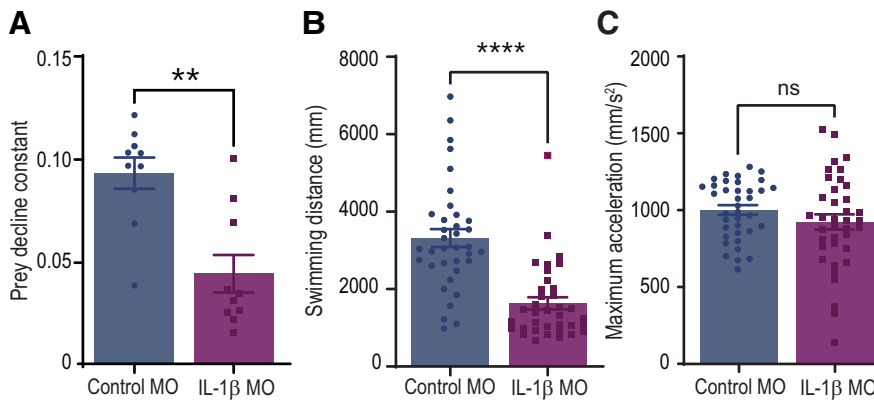 A
B
C
Prey decline constant
0.15
0.10
0.05
0
**
Control MO
IL-1β MO
Swimming distance (mm)
8000
6000
4000
2000
0
****
Control MO
IL-1β MO
Maximum acceleration (mm/s²)
2000
1500
1000
500
0
ns
Control MO
IL-1β MO